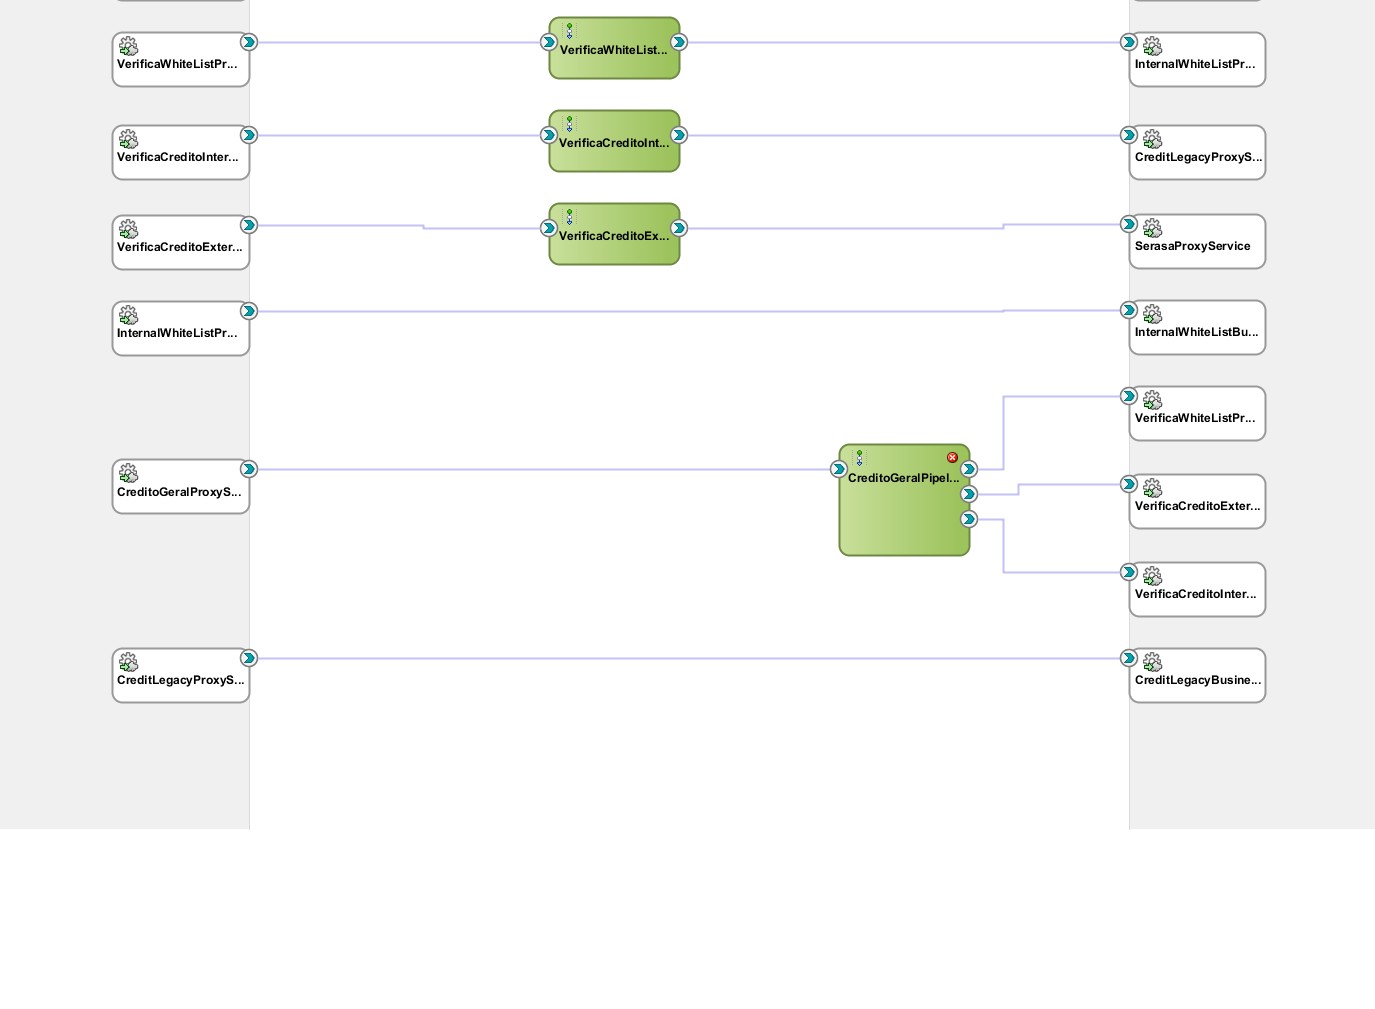 VerificaWhiteListPr...
VerificaWhiteList...
InternalWhiteListPr...
VerificaCreditoInter...
VerificaCreditoInt...
CreditLegacyProxyS...
VerificaCreditoExter...
VerificaCreditoEx...
SerasaProxyService
InternalWhiteListPr...
InternalWhiteListBu...
VerificaWhiteListPr...
CreditoGeralProxyS...
CreditoGeralPipel...
VerificaCreditoExter...
VerificaCreditoInter...
CreditLegacyProxyS...
CreditLegacyBusine...